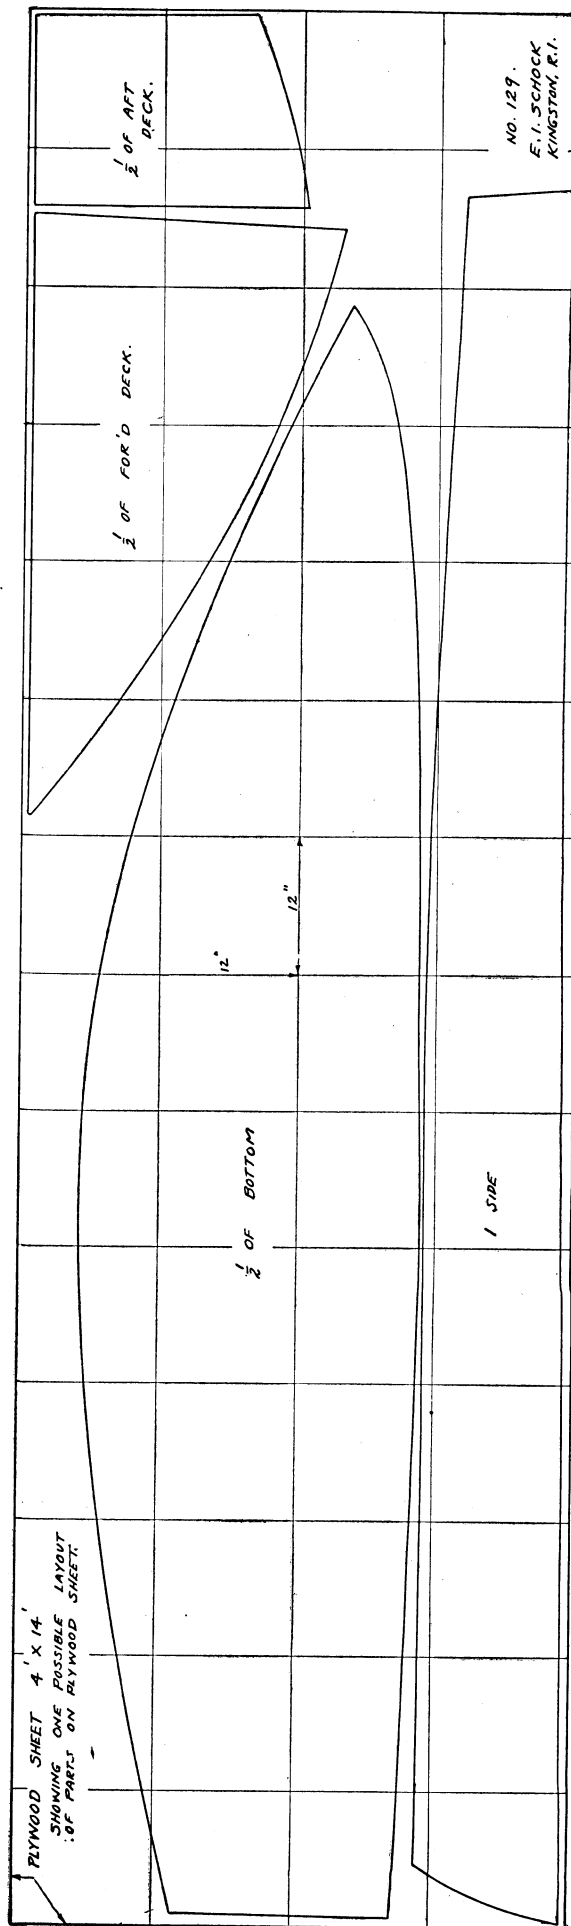 PLYWOOD SHEET 4' X 14'
SHOWING ONE POSSIBLE LAYOUT
OF PARTS ON PLYWOOD SHEET.
1/2 OF BOTTOM
12"
12"
1/2 OF FOR'D DECK.
1/2 OF AFT
DECK.
1 SIDE
NO. 129.
E.I. SCHOCK
KINGSTON, R.I.